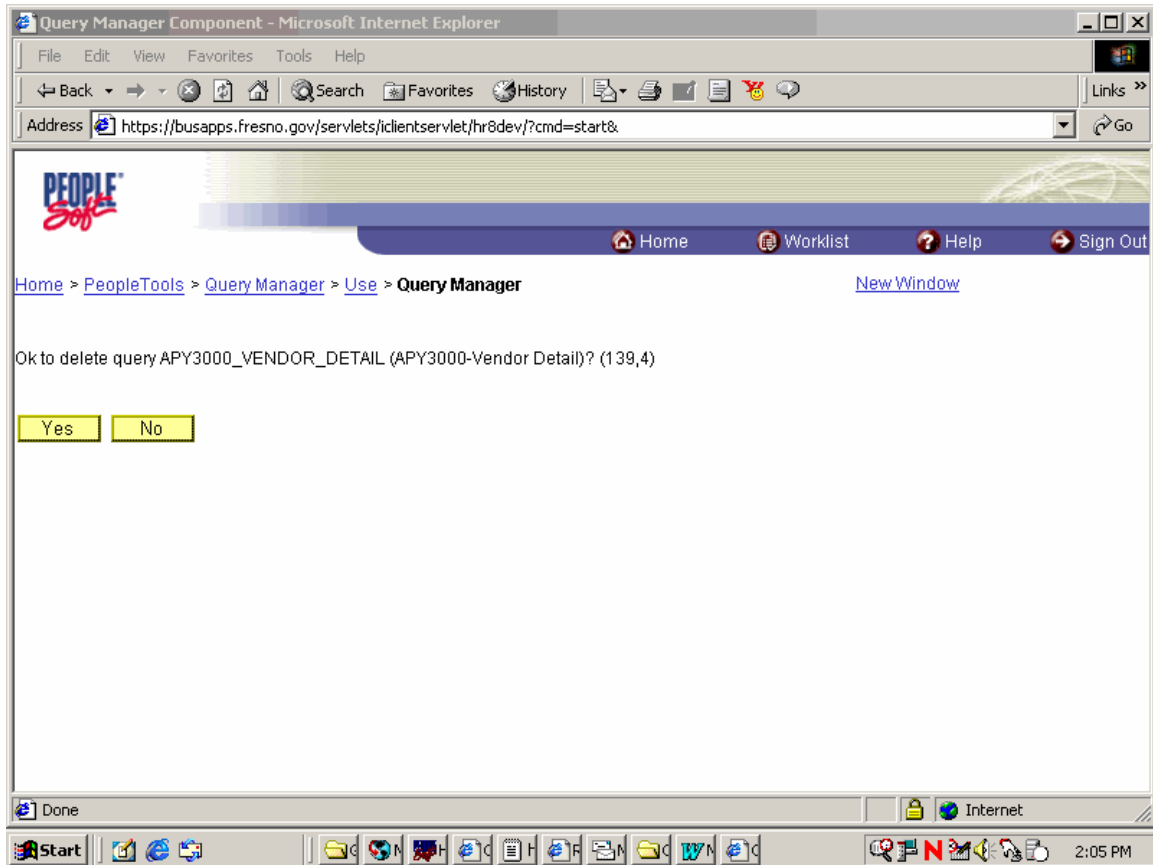 Query Manager Component - Microsoft Internet Explorer
File Edit View Favorites Tools Help
Back Search Favorites History Links »
Address https://busapps.fresno.gov/servlets/iclientservlet/hr8dev/?cmd=start& Go
PEOPLE
Soft
Home Worklist Help Sign Out
Home > PeopleTools > Query Manager > Use > Query Manager New Window
Ok to delete query APY3000_VENDOR_DETAIL (APY3000-Vendor Detail)? (139,4)
Yes No
Done Internet
Start 2:05 PM